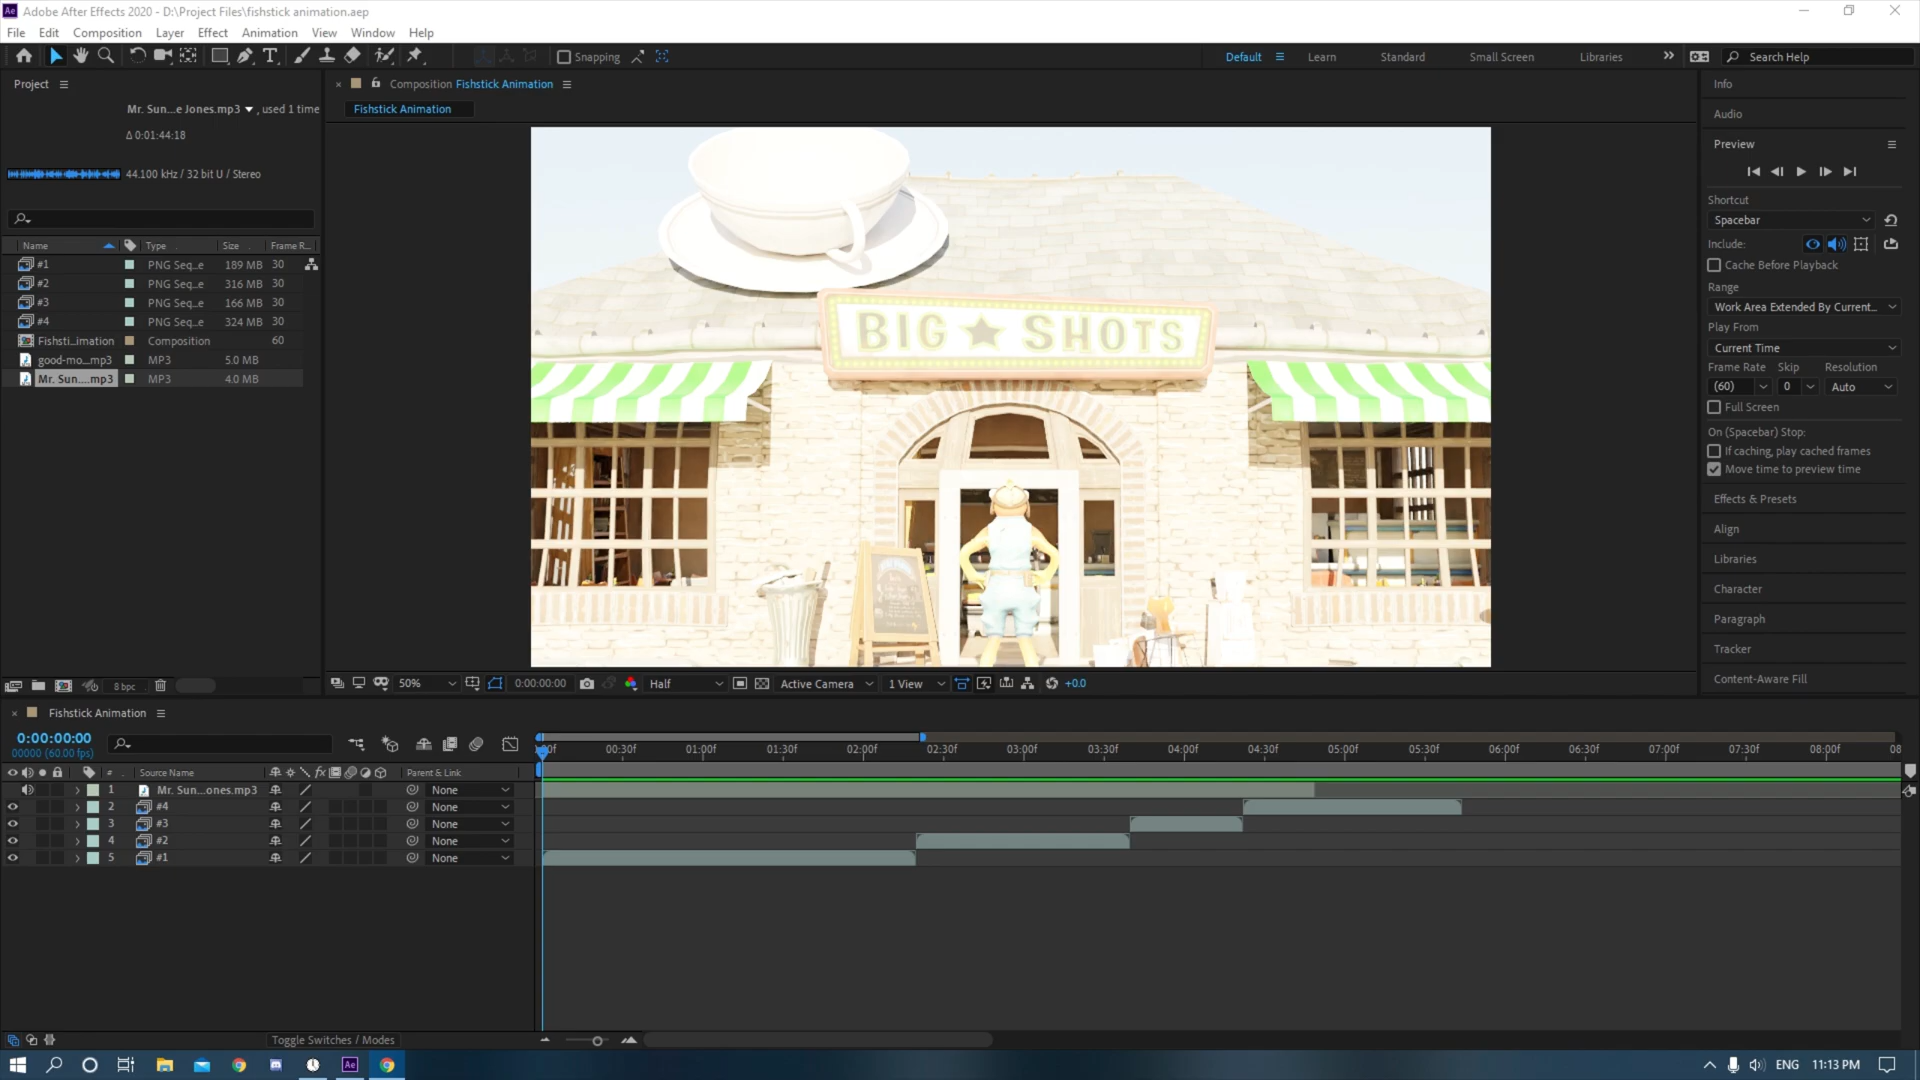 Adobe After Effects 2020 - D:\Project Files\fishstick animation.aep
File Edit Composition Layer Effect Animation View Window Help
Snapping
Default Learn Standard Small Screen Libraries Search Help
Project
Mr. Sun...e Jones.mp3 , used 1 time
Δ 0:01:44:18
44.100 kHz / 32 bit U / Stereo
Name Type Size Frame R...
#1 PNG Seq...e 189 MB 30
#2 PNG Seq...e 316 MB 30
#3 PNG Seq...e 166 MB 30
#4 PNG Seq...e 324 MB 30
Fishsti...imation Composition 60
good-mo...mp3 MP3 5.0 MB
Mr. Sun....mp3 MP3 4.0 MB
8 bpc
Composition Fishstick Animation
Fishstick Animation
BIG ★ SHOTS
50% 0:00:00:00 Half Active Camera 1 View +0.0
Info
Audio
Preview
Shortcut
Spacebar
Include:
Cache Before Playback
Range
Work Area Extended By Current...
Play From
Current Time
Frame Rate Skip Resolution
(60) 0 Auto
Full Screen
On (Spacebar) Stop:
If caching, play cached frames
Move time to preview time
Effects & Presets
Align
Libraries
Character
Paragraph
Tracker
Content-Aware Fill
Fishstick Animation
0:00:00:00
00000 (60.00 fps)
00:30f 01:00f 01:30f 02:00f 02:30f 03:00f 03:30f 04:00f 04:30f 05:00f 05:30f 06:00f 06:30f 07:00f 07:30f 08:00f 08
# Source Name fx Parent & Link
1 Mr. Sun...ones.mp3 None
2 #4 None
3 #3 None
4 #2 None
5 #1 None
Toggle Switches / Modes
Ae ENG 11:13 PM